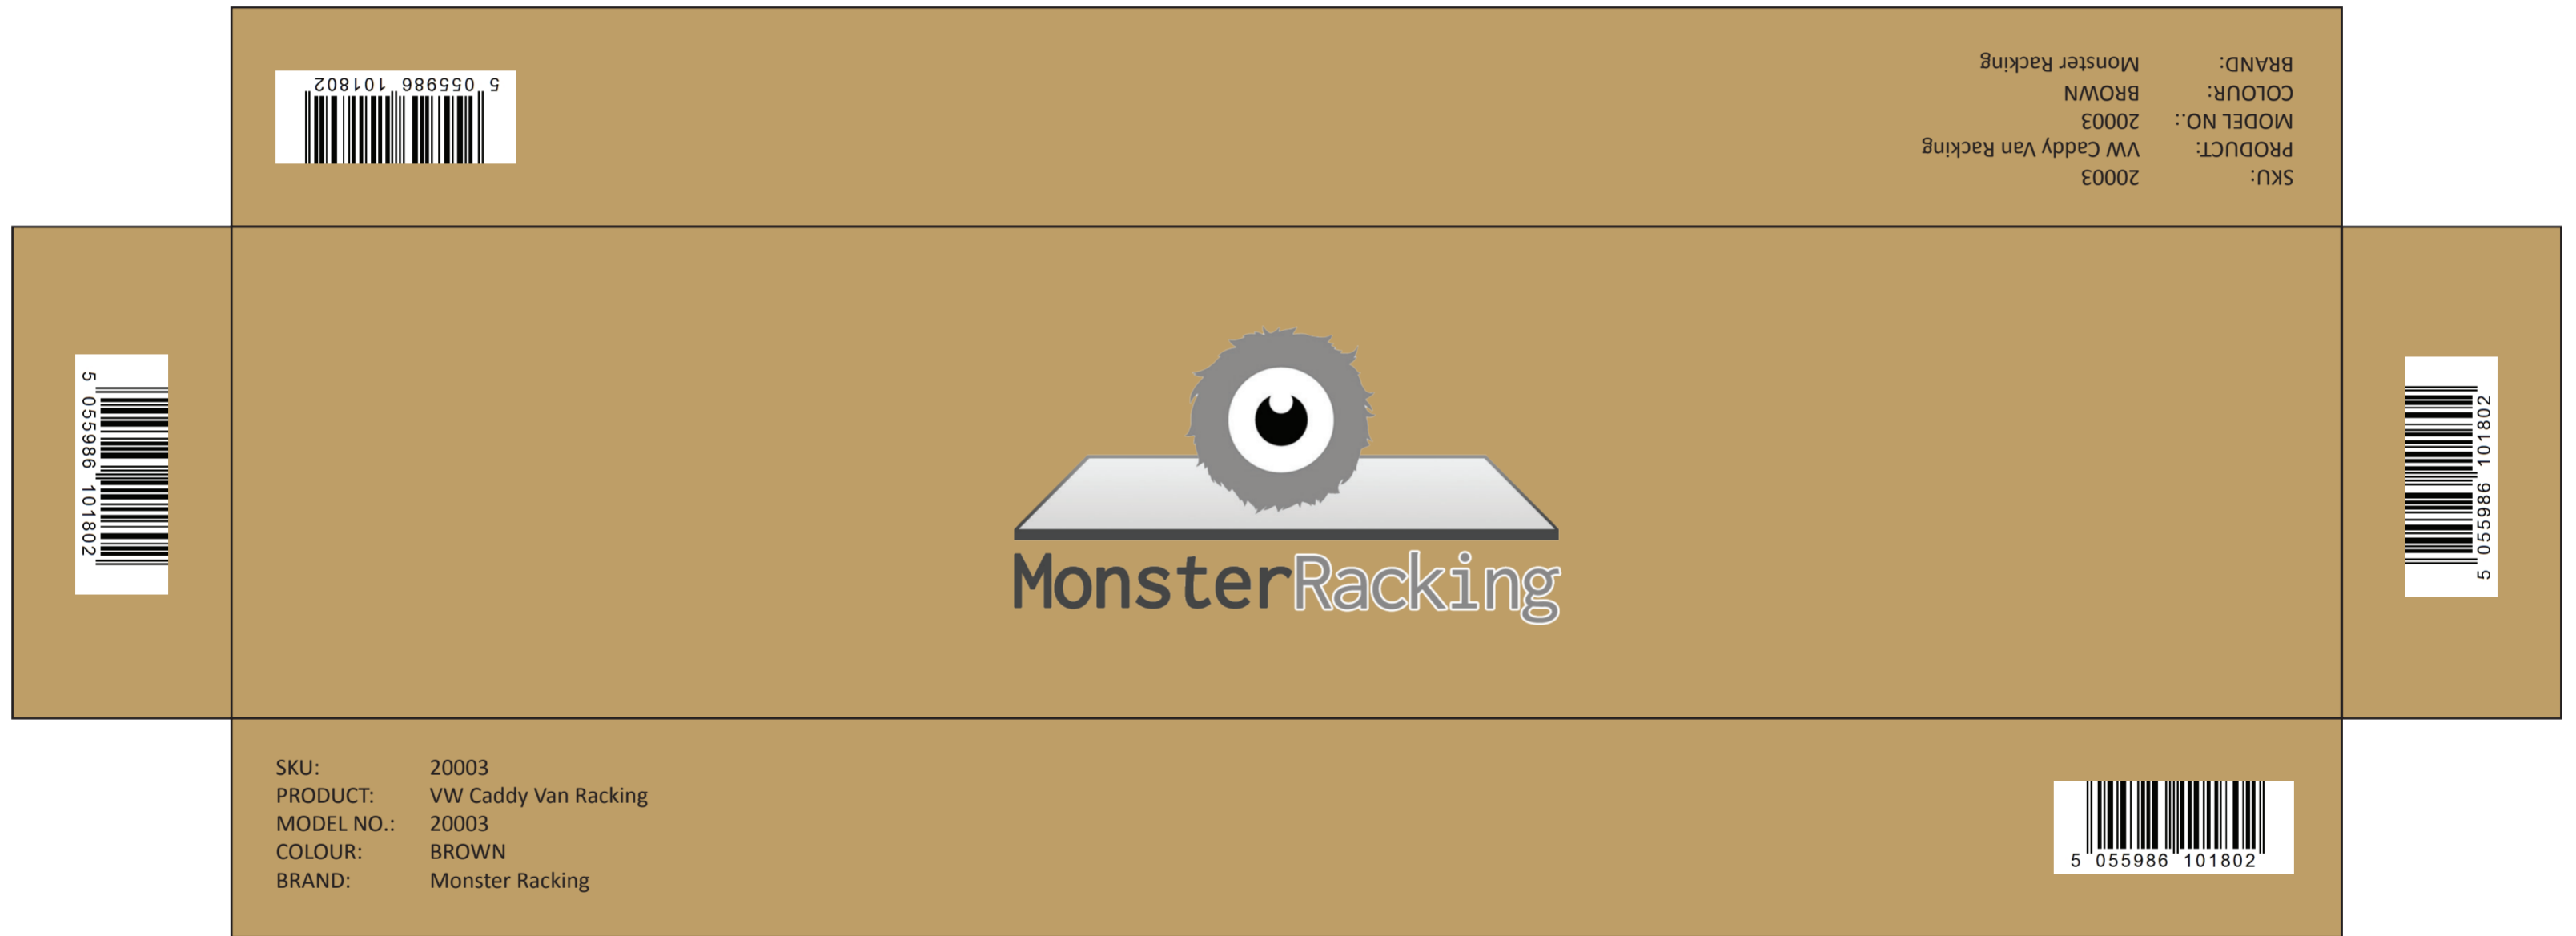 5 055986 101802
BRAND: Monster Racking
COLOUR: BROWN
MODEL NO.: 20003
PRODUCT: VW Caddy Van Racking
SKU: 20003
5 055986 101802
MonsterRacking
5 055986 101802
SKU: 20003
PRODUCT: VW Caddy Van Racking
MODEL NO.: 20003
COLOUR: BROWN
BRAND: Monster Racking
5 055986 101802